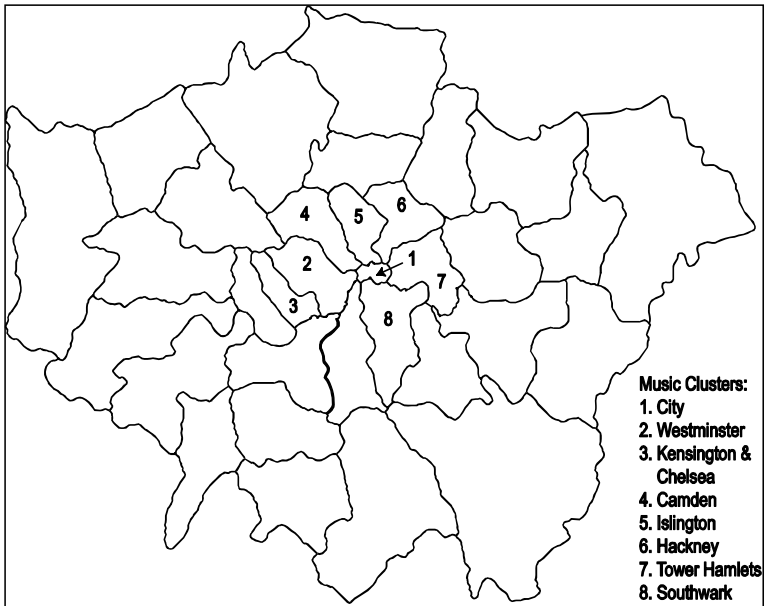 4
5
6
2
1
7
3
8
Music Clusters:
1. City
2. Westminster
3. Kensington &
Chelsea
4. Camden
5. Islington
6. Hackney
7. Tower Hamlets
8. Southwark